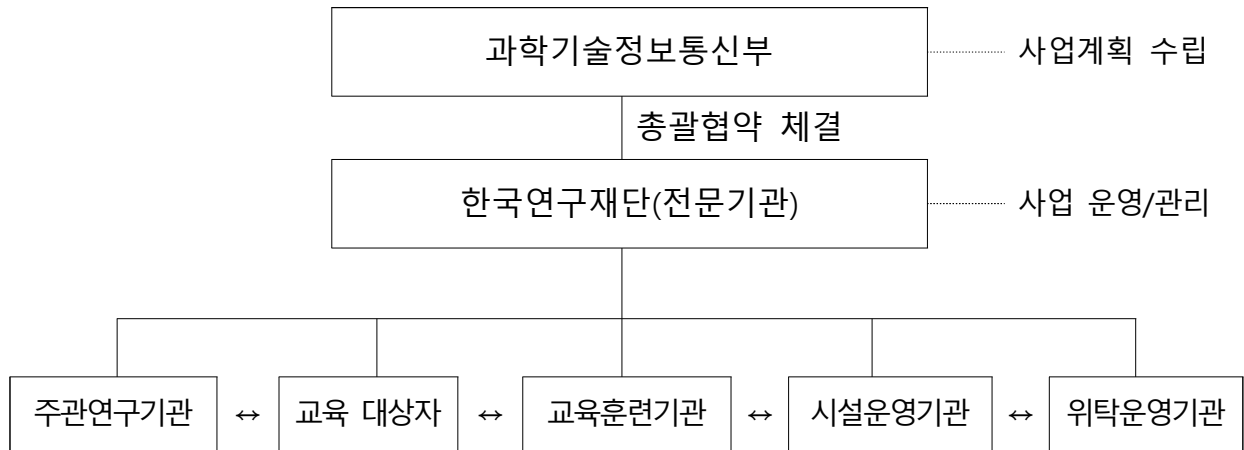 과학기술정보통신부
사업계획 수립
총괄협약 체결
한국연구재단(전문기관)
사업 운영/관리
주관연구기관 ↔ 교육 대상자 ↔ 교육훈련기관 ↔ 시설운영기관 ↔ 위탁운영기관